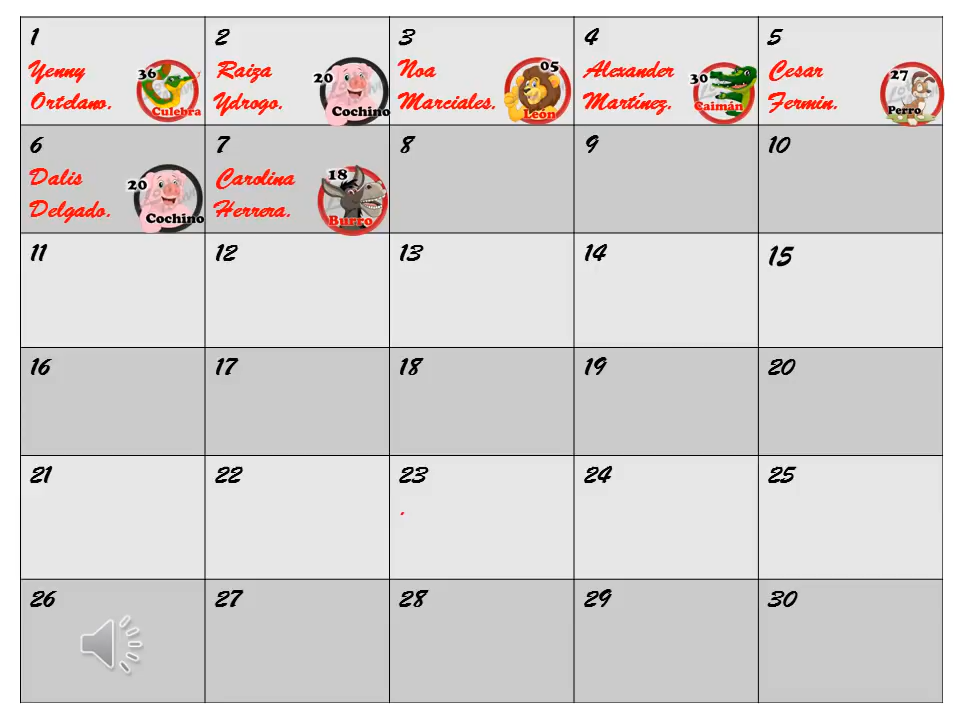 1
Yenny
Ortelano.
36
Culebra
2
Raiza
Ydrogo.
20
Cochino
3
Noa
Marciales.
05
León
4
Alexander
Martínez.
30
Caimán
5
Cesar
Fermin.
27
Perro
6
Dalis
Delgado.
20
Cochino
7
Carolina
Herrera.
18
Burro
8
9
10
11
12
13
14
15
16
17
18
19
20
21
22
23
.
24
25
26
27
28
29
30